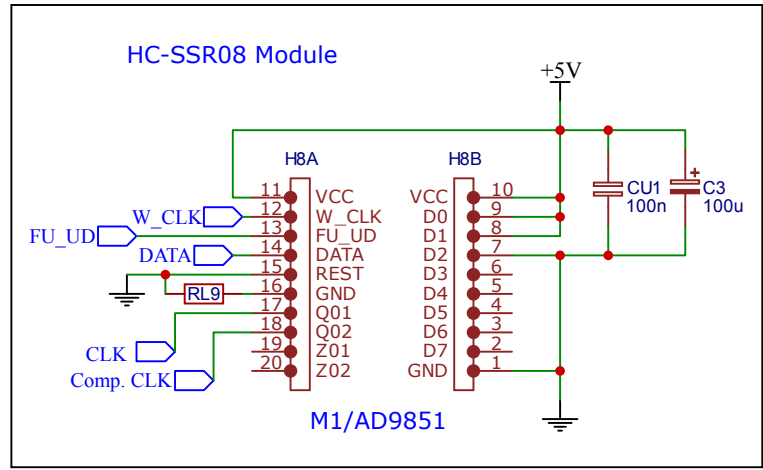 HC-SSR08 Module
+5V
H8A
H8B
CU1
100n
+
C3
100u
11 VCC
VCC 10
W_CLK 12 W_CLK
D0 9
FU_UD 13 FU_UD
D1 8
DATA 14 DATA
D2 7
15 REST
D3 6
RL9 16 GND
D4 5
17 Q01
D5 4
18 Q02
D6 3
CLK 19 Z01
D7 2
Comp. CLK 20 Z02
GND 1
M1/AD9851